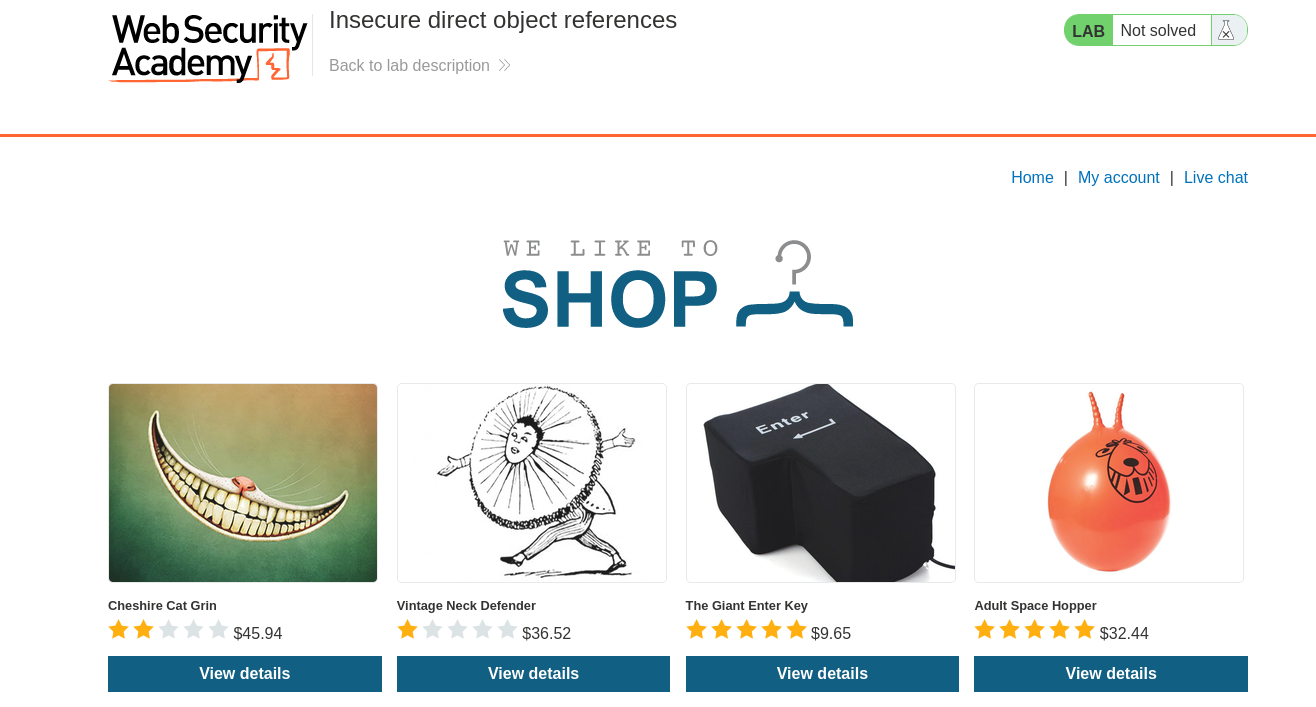 Web Security
Academy
Insecure direct object references
Back to lab description
LAB Not solved
Home | My account | Live chat
WE LIKE TO
SHOP
Enter
Cheshire Cat Grin
$45.94
View details
Vintage Neck Defender
$36.52
View details
The Giant Enter Key
$9.65
View details
Adult Space Hopper
$32.44
View details